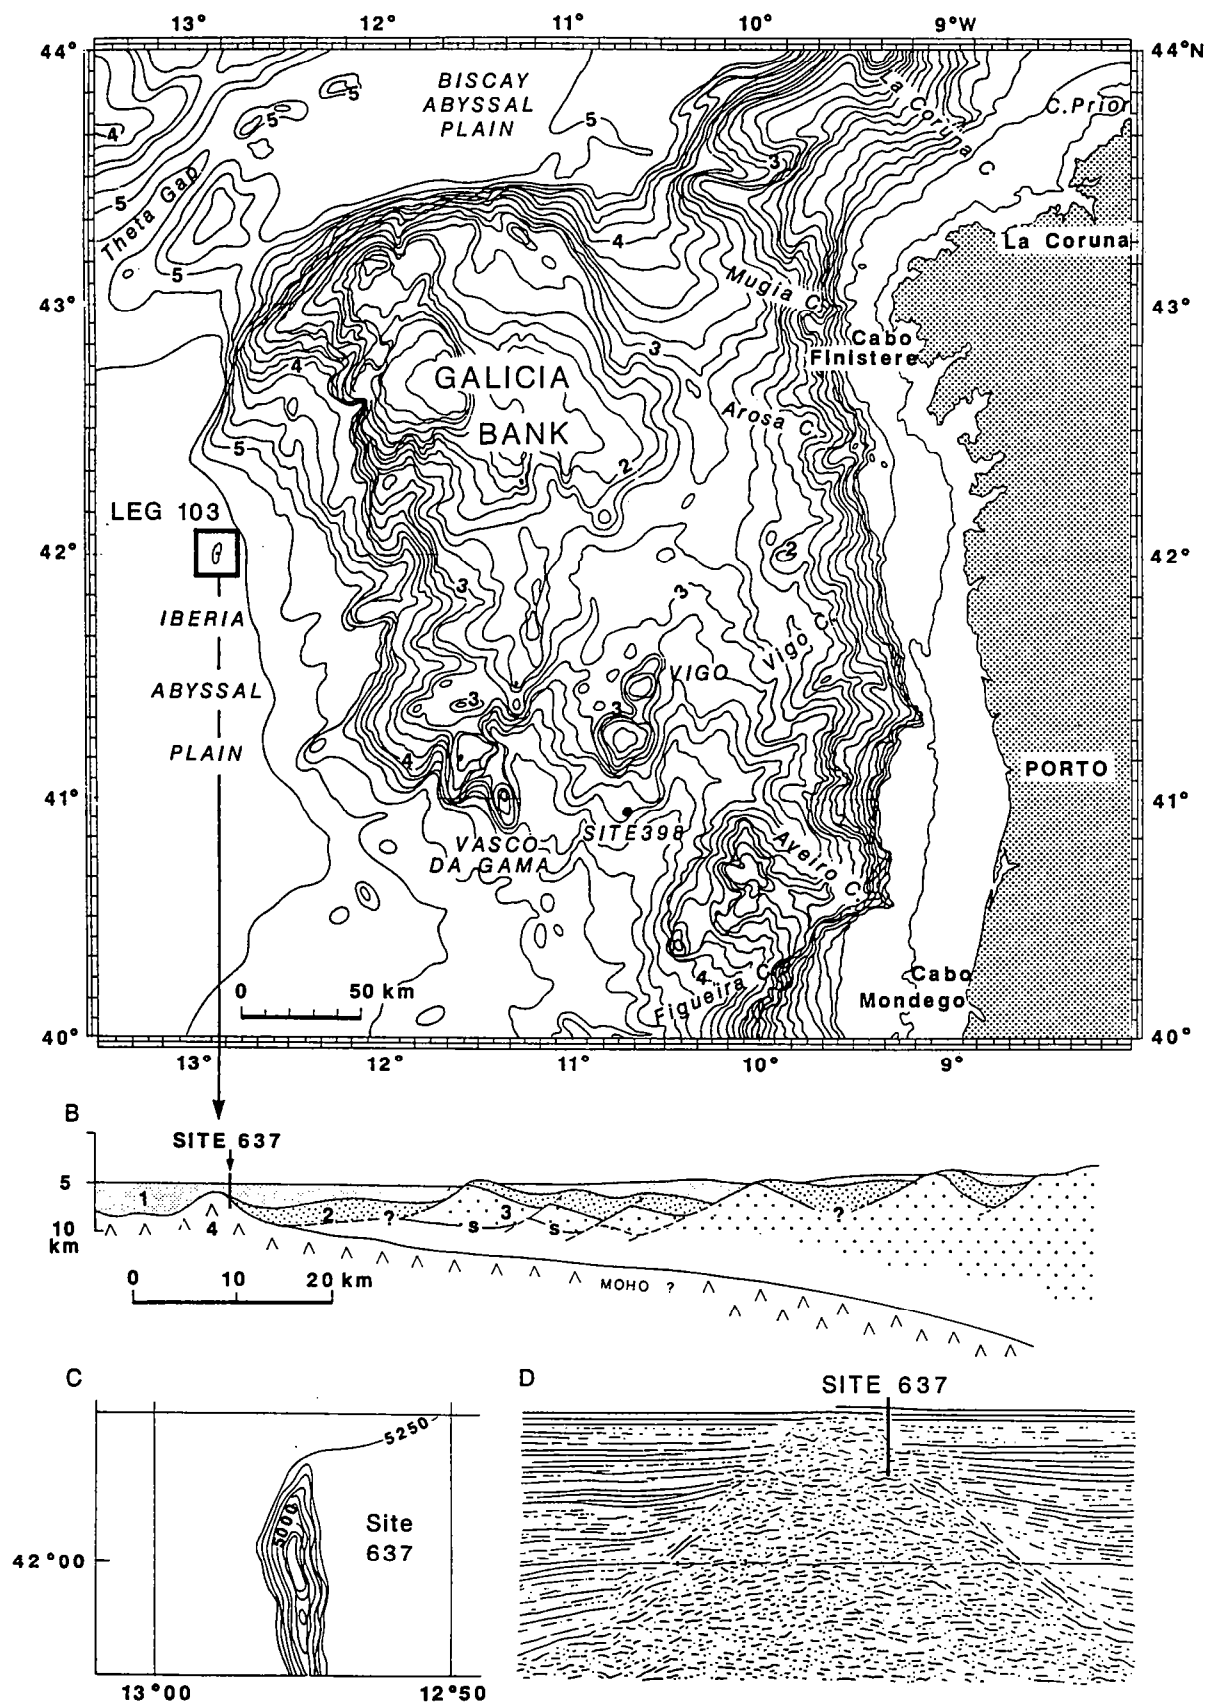 13° 12° 11° 10° 9°W
44° 44°N
BISCAY
ABYSSAL
PLAIN
5
5
5
4
La Coruna C
C.Prior
3
Theta Gap
5
5
5
4
La Coruna
Mugia C.
43° 43°
Cabo
Finistere
3
4
GALICIA
BANK
Arosa C.
5
2
LEG 103
42° 42°
2
3
3
IBERIA
ABYSSAL
PLAIN
Vigo C.
VIGO
3
3
4
PORTO
41° 41°
SITE 398
VASCO
DA GAMA
Aveiro C.
4
Figueira C.
Cabo
Mondego
0 50 km
40° 40°
13° 12° 11° 10° 9°
B
SITE 637
5
10
km
1
2
?
S
3
S
?
4
MOHO ?
0 10 20 km
C
5250
5000
Site
637
42°00
13°00 12°50
D
SITE 637